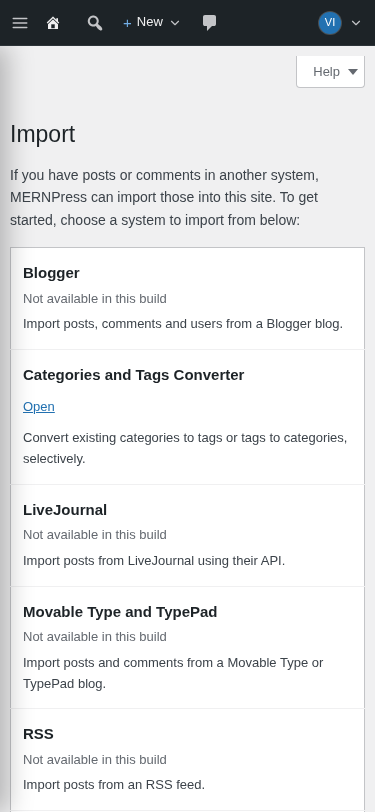 + New
VI
Help
Import
If you have posts or comments in another system,
MERNPress can import those into this site. To get
started, choose a system to import from below:
Blogger
Not available in this build
Import posts, comments and users from a Blogger blog.
Categories and Tags Converter
Open
Convert existing categories to tags or tags to categories,
selectively.
LiveJournal
Not available in this build
Import posts from LiveJournal using their API.
Movable Type and TypePad
Not available in this build
Import posts and comments from a Movable Type or
TypePad blog.
RSS
Not available in this build
Import posts from an RSS feed.